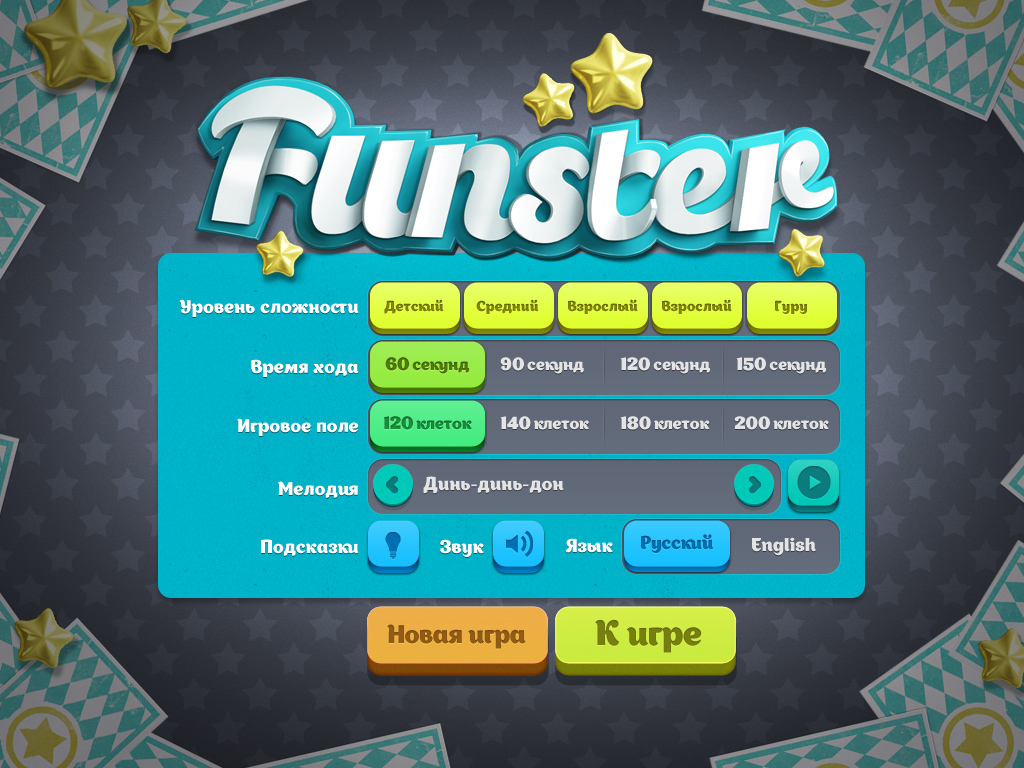 Funster
Уровень сложности Детский Средний Взрослый Взрослый Гуру
Время хода 60 секунд 90 секунд 120 секунд 150 секунд
Игровое поле 120 клеток 140 клеток 180 клеток 200 клеток
Мелодия Динь-динь-дон
Подсказки Звук Язык Русский English
Новая игра К игре